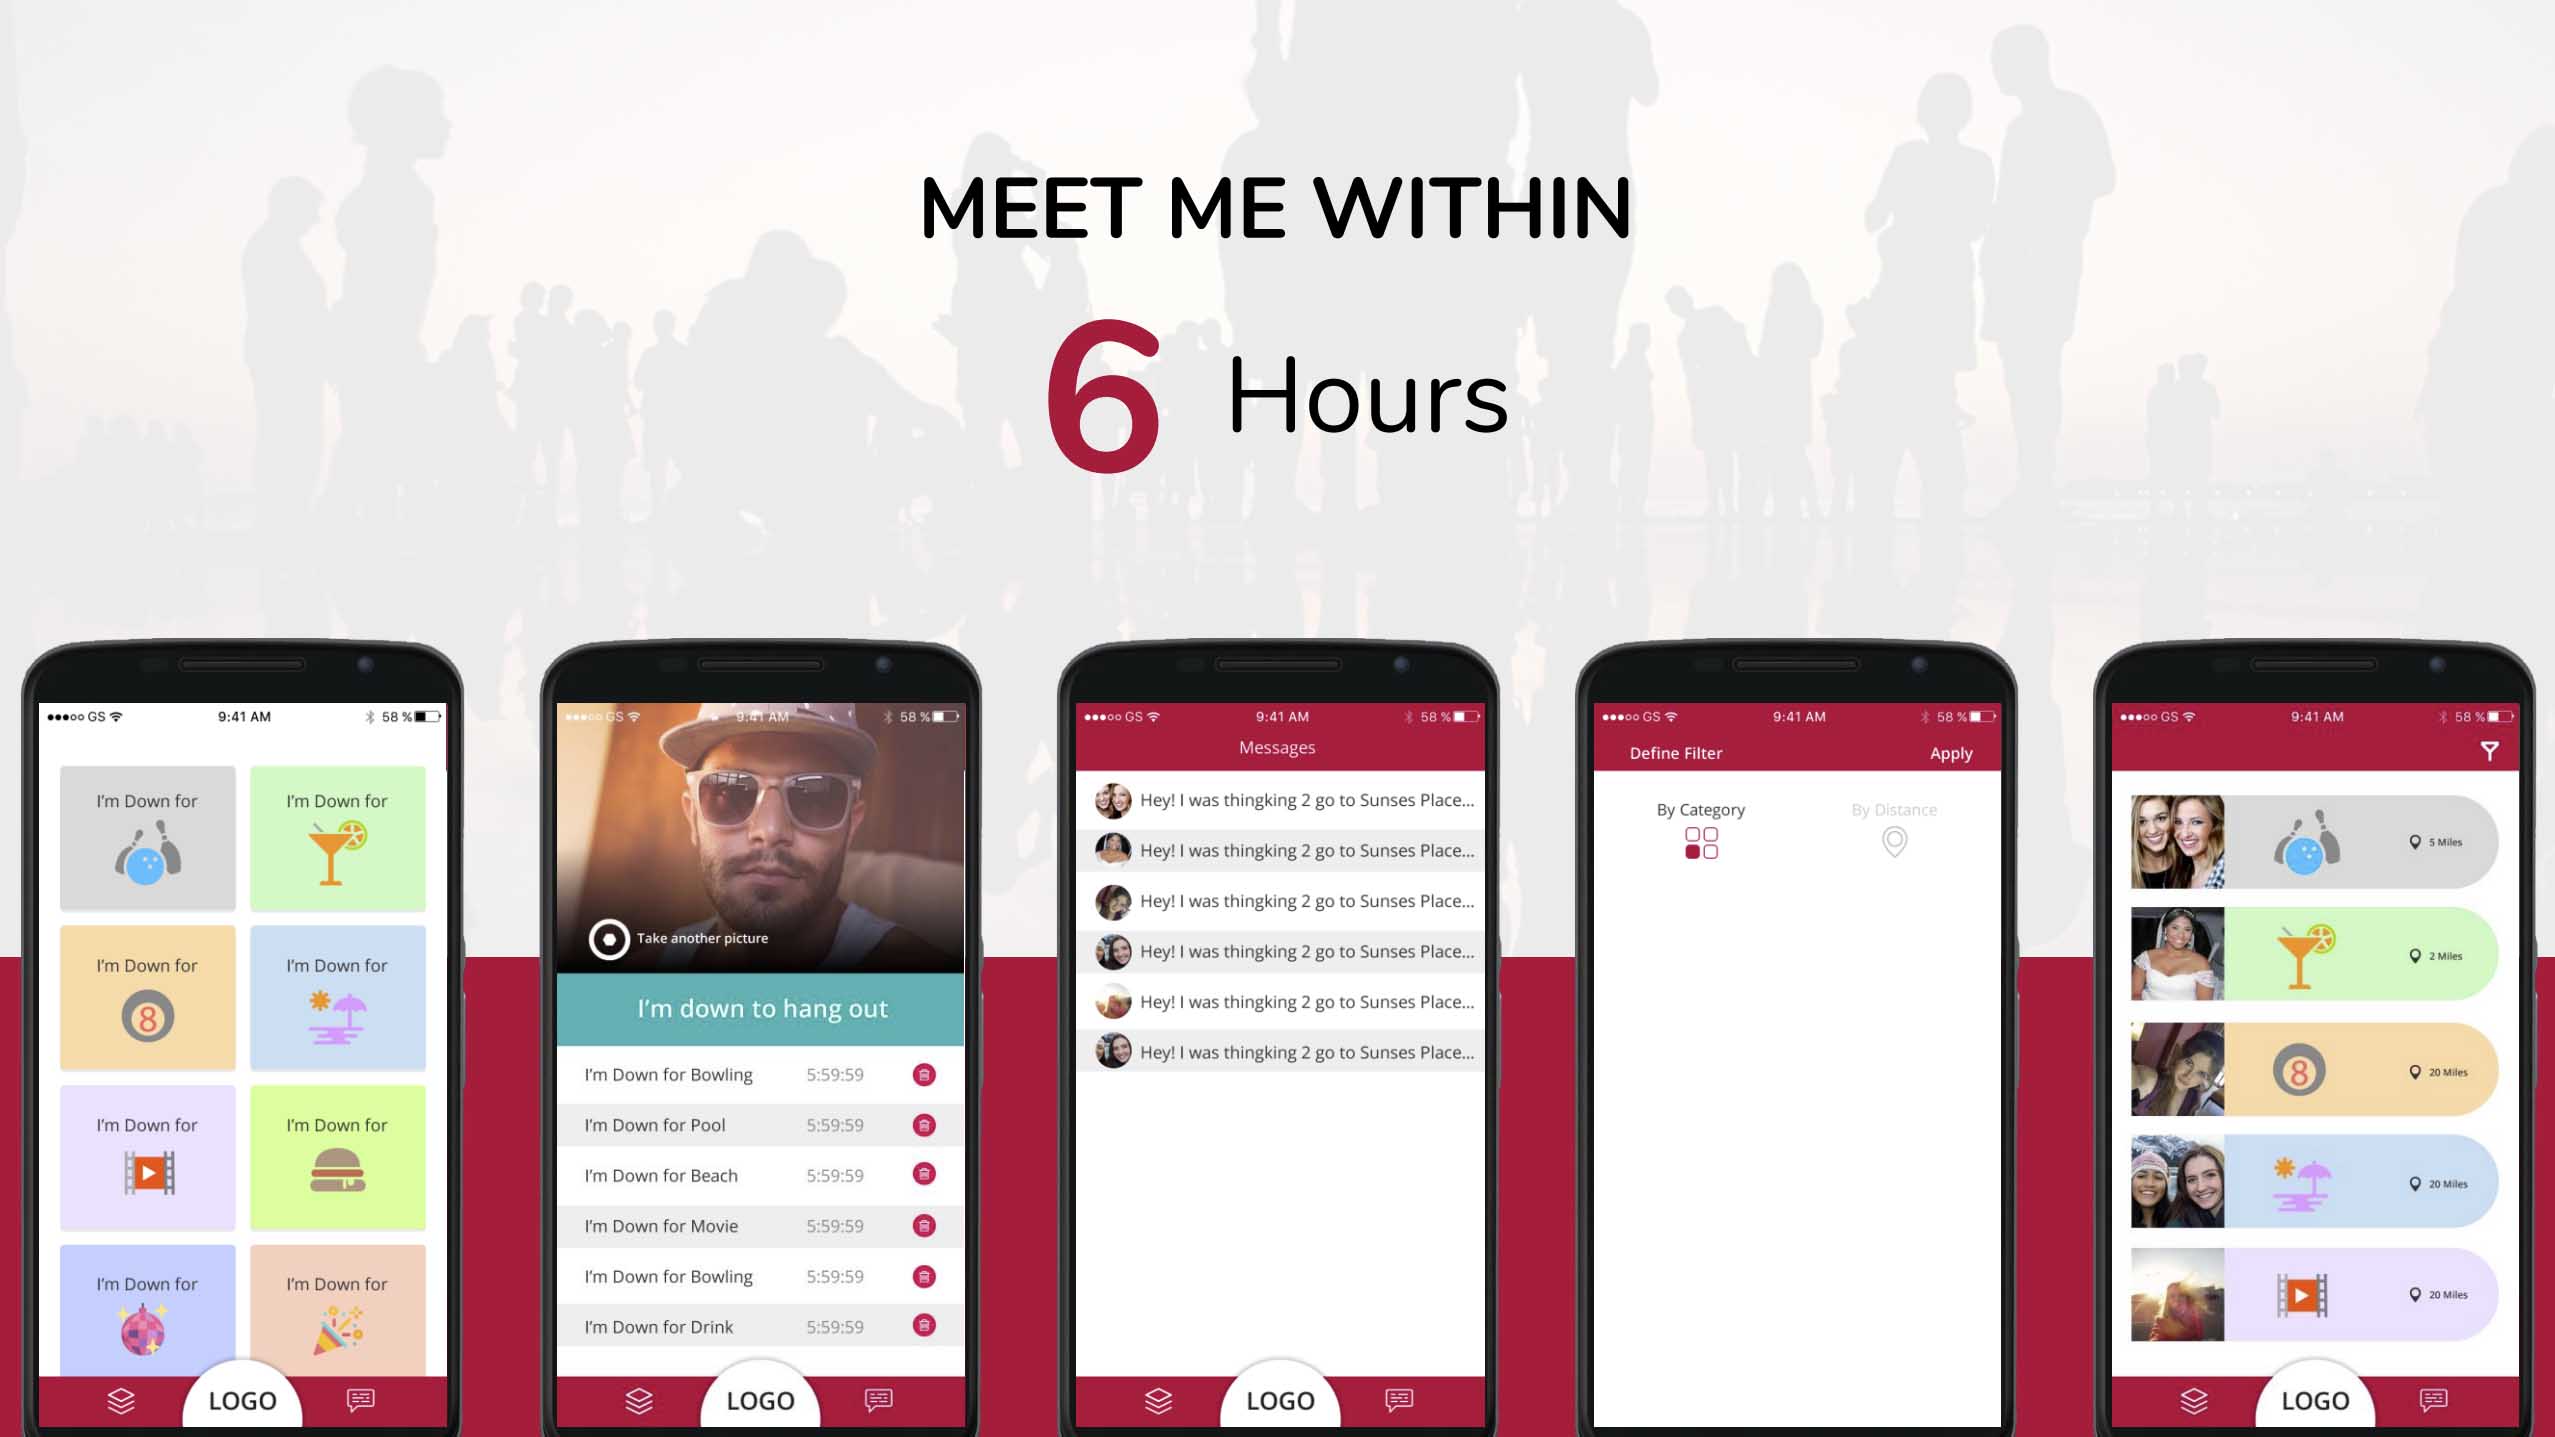 MEET ME WITHIN
6 Hours
GS 9:41 AM 58 %
I'm Down for
I'm Down for
I'm Down for
8
I'm Down for
I'm Down for
I'm Down for
I'm Down for
I'm Down for
LOGO
GS 9:41 AM 58 %
Take another picture
I'm down to hang out
I'm Down for Bowling 5:59:59
I'm Down for Pool 5:59:59
I'm Down for Beach 5:59:59
I'm Down for Movie 5:59:59
I'm Down for Bowling 5:59:59
I'm Down for Drink 5:59:59
LOGO
GS 9:41 AM 58 %
Messages
Hey! I was thingking 2 go to Sunses Place...
Hey! I was thingking 2 go to Sunses Place...
Hey! I was thingking 2 go to Sunses Place...
Hey! I was thingking 2 go to Sunses Place...
Hey! I was thingking 2 go to Sunses Place...
Hey! I was thingking 2 go to Sunses Place...
LOGO
GS 9:41 AM 58 %
Define Filter Apply
By Category By Distance
GS 9:41 AM 58 %
5 Miles
2 Miles
8 20 Miles
20 Miles
20 Miles
LOGO